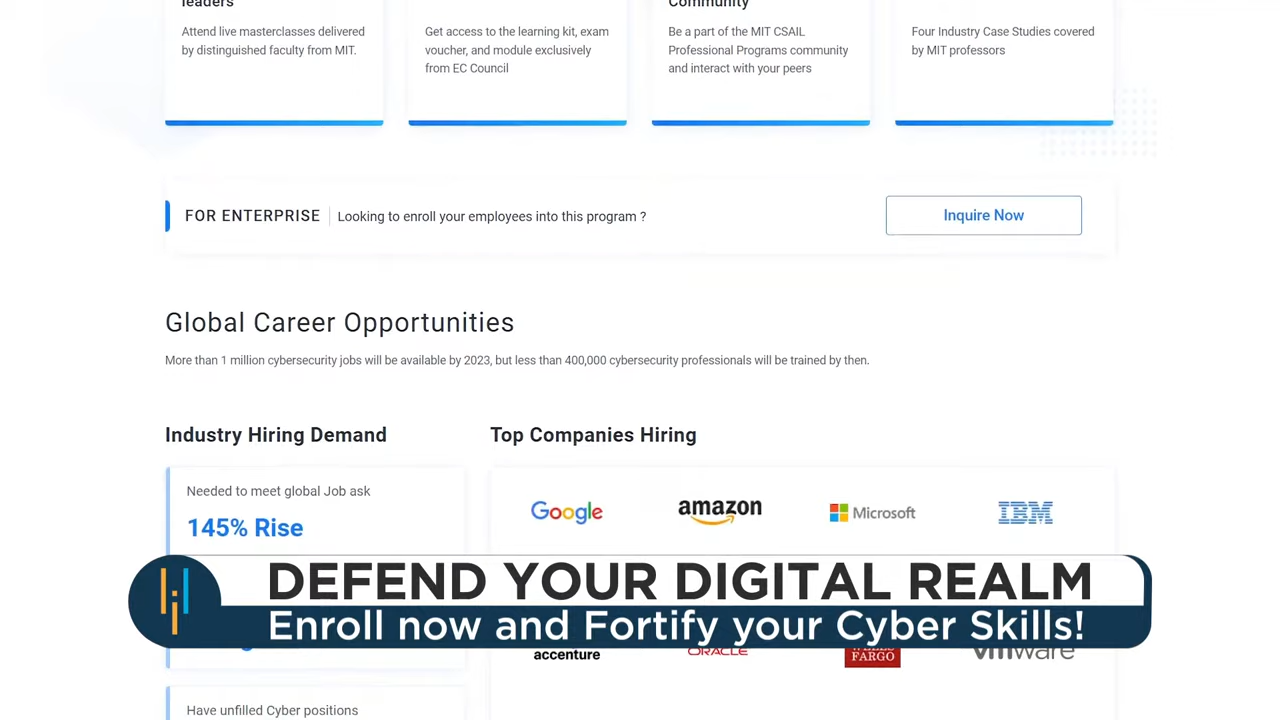 leaders
Community
Attend live masterclasses delivered
by distinguished faculty from MIT.
Get access to the learning kit, exam
voucher, and module exclusively
from EC Council
Be a part of the MIT CSAIL
Professional Programs community
and interact with your peers
Four Industry Case Studies covered
by MIT professors
FOR ENTERPRISE Looking to enroll your employees into this program ?
Inquire Now
Global Career Opportunities
More than 1 million cybersecurity jobs will be available by 2023, but less than 400,000 cybersecurity professionals will be trained by then.
Industry Hiring Demand
Top Companies Hiring
Needed to meet global Job ask
145% Rise
Google amazon Microsoft IBM
DEFEND YOUR DIGITAL REALM
Enroll now and Fortify your Cyber Skills!
accenture ORACLE WELLS FARGO vmware
Have unfilled Cyber positions